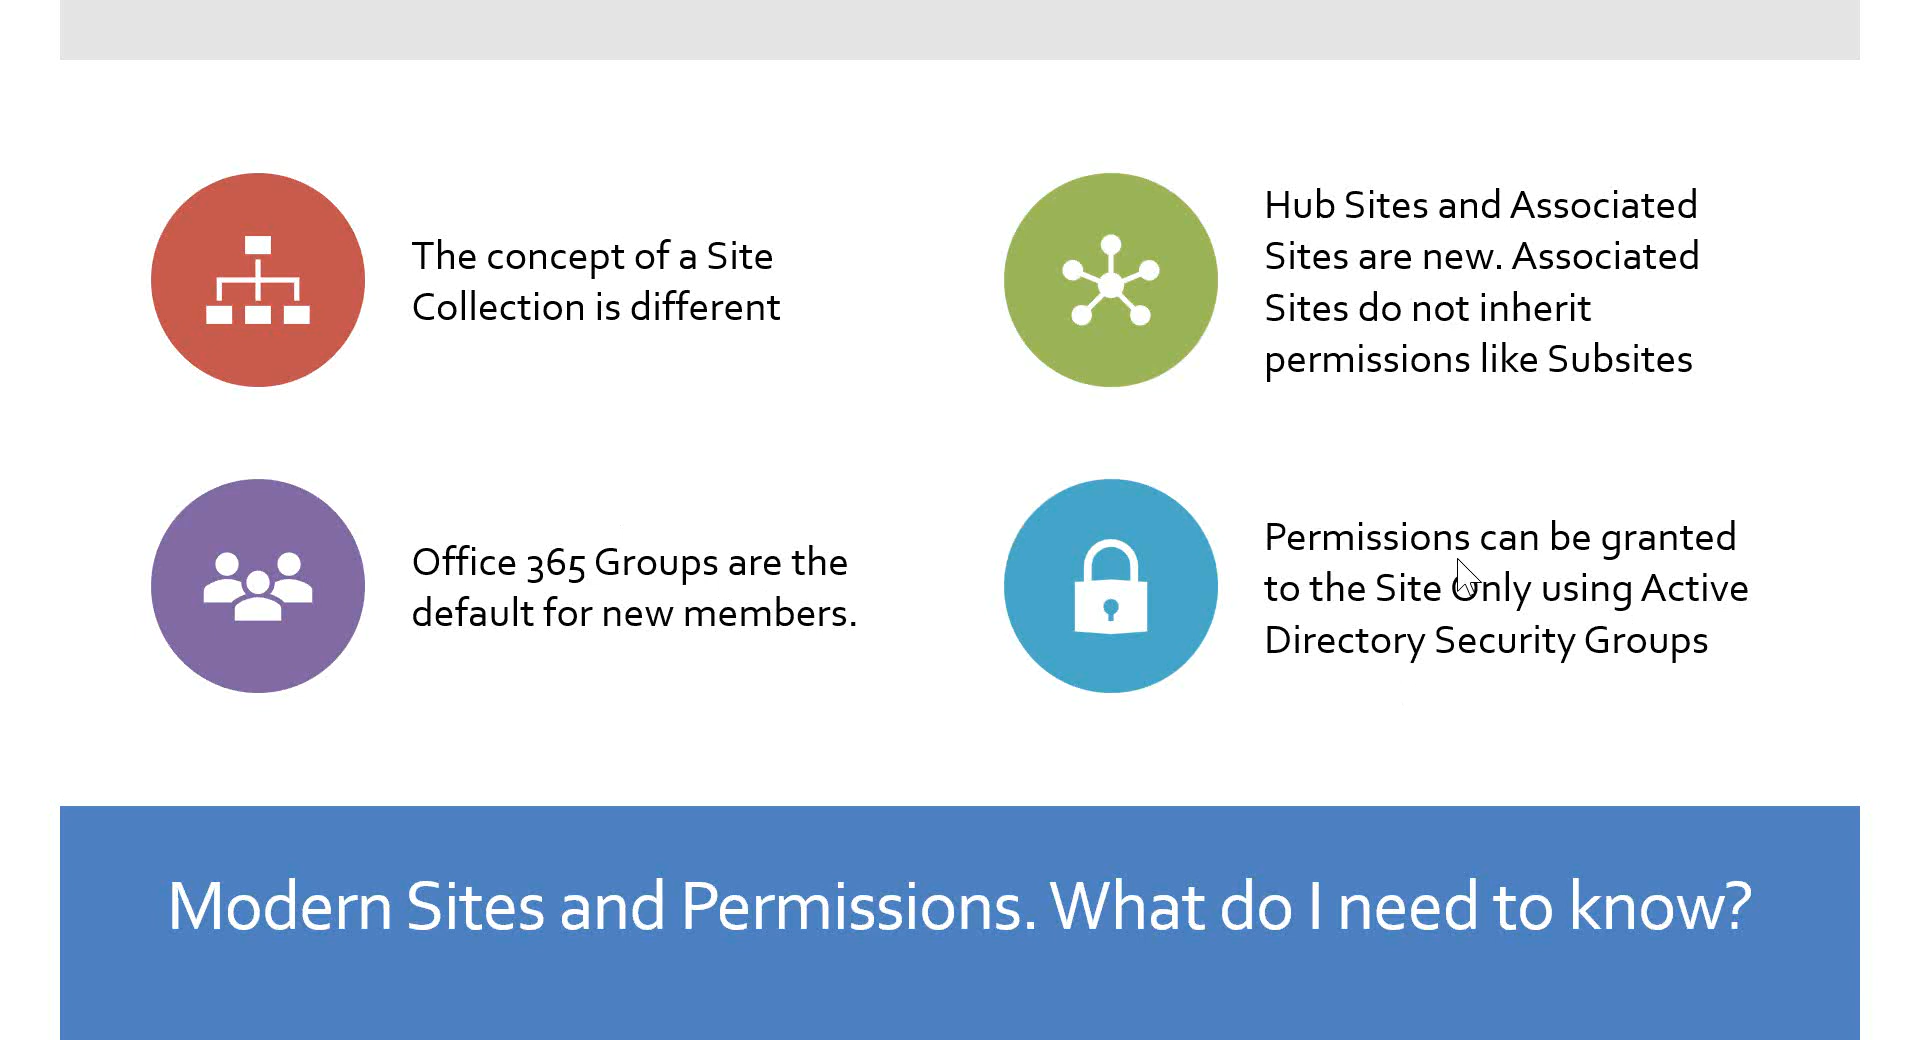 The concept of a Site
Collection is different
Hub Sites and Associated
Sites are new. Associated
Sites do not inherit
permissions like Subsites
Office 365 Groups are the
default for new members.
Permissions can be granted
to the Site Only using Active
Directory Security Groups
Modern Sites and Permissions. What do I need to know?